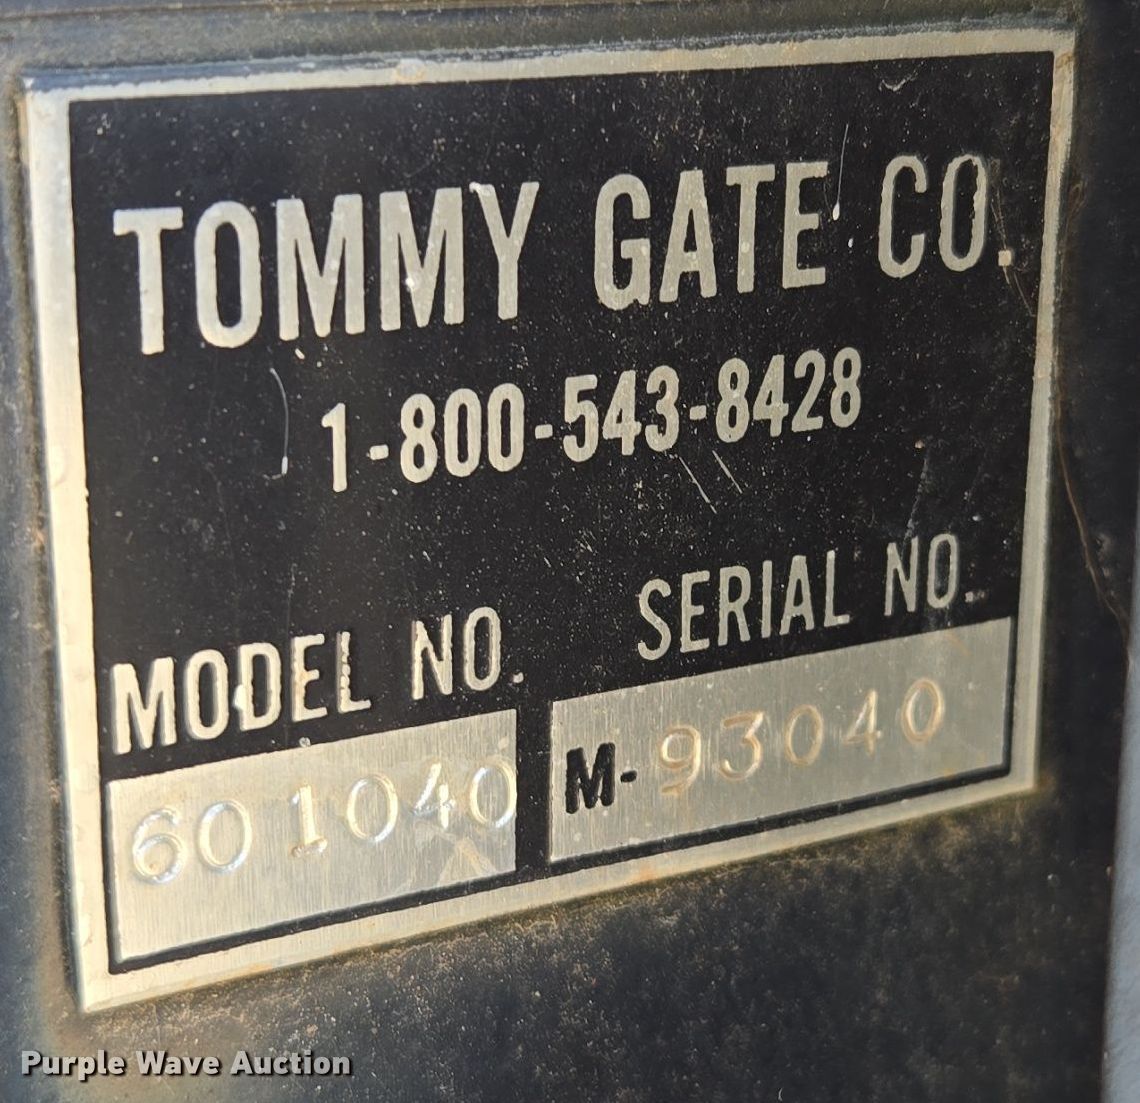 TOMMY GATE CO.
1-800-543-8428
MODEL NO. SERIAL NO.
601040 M-93040
Purple Wave Auction